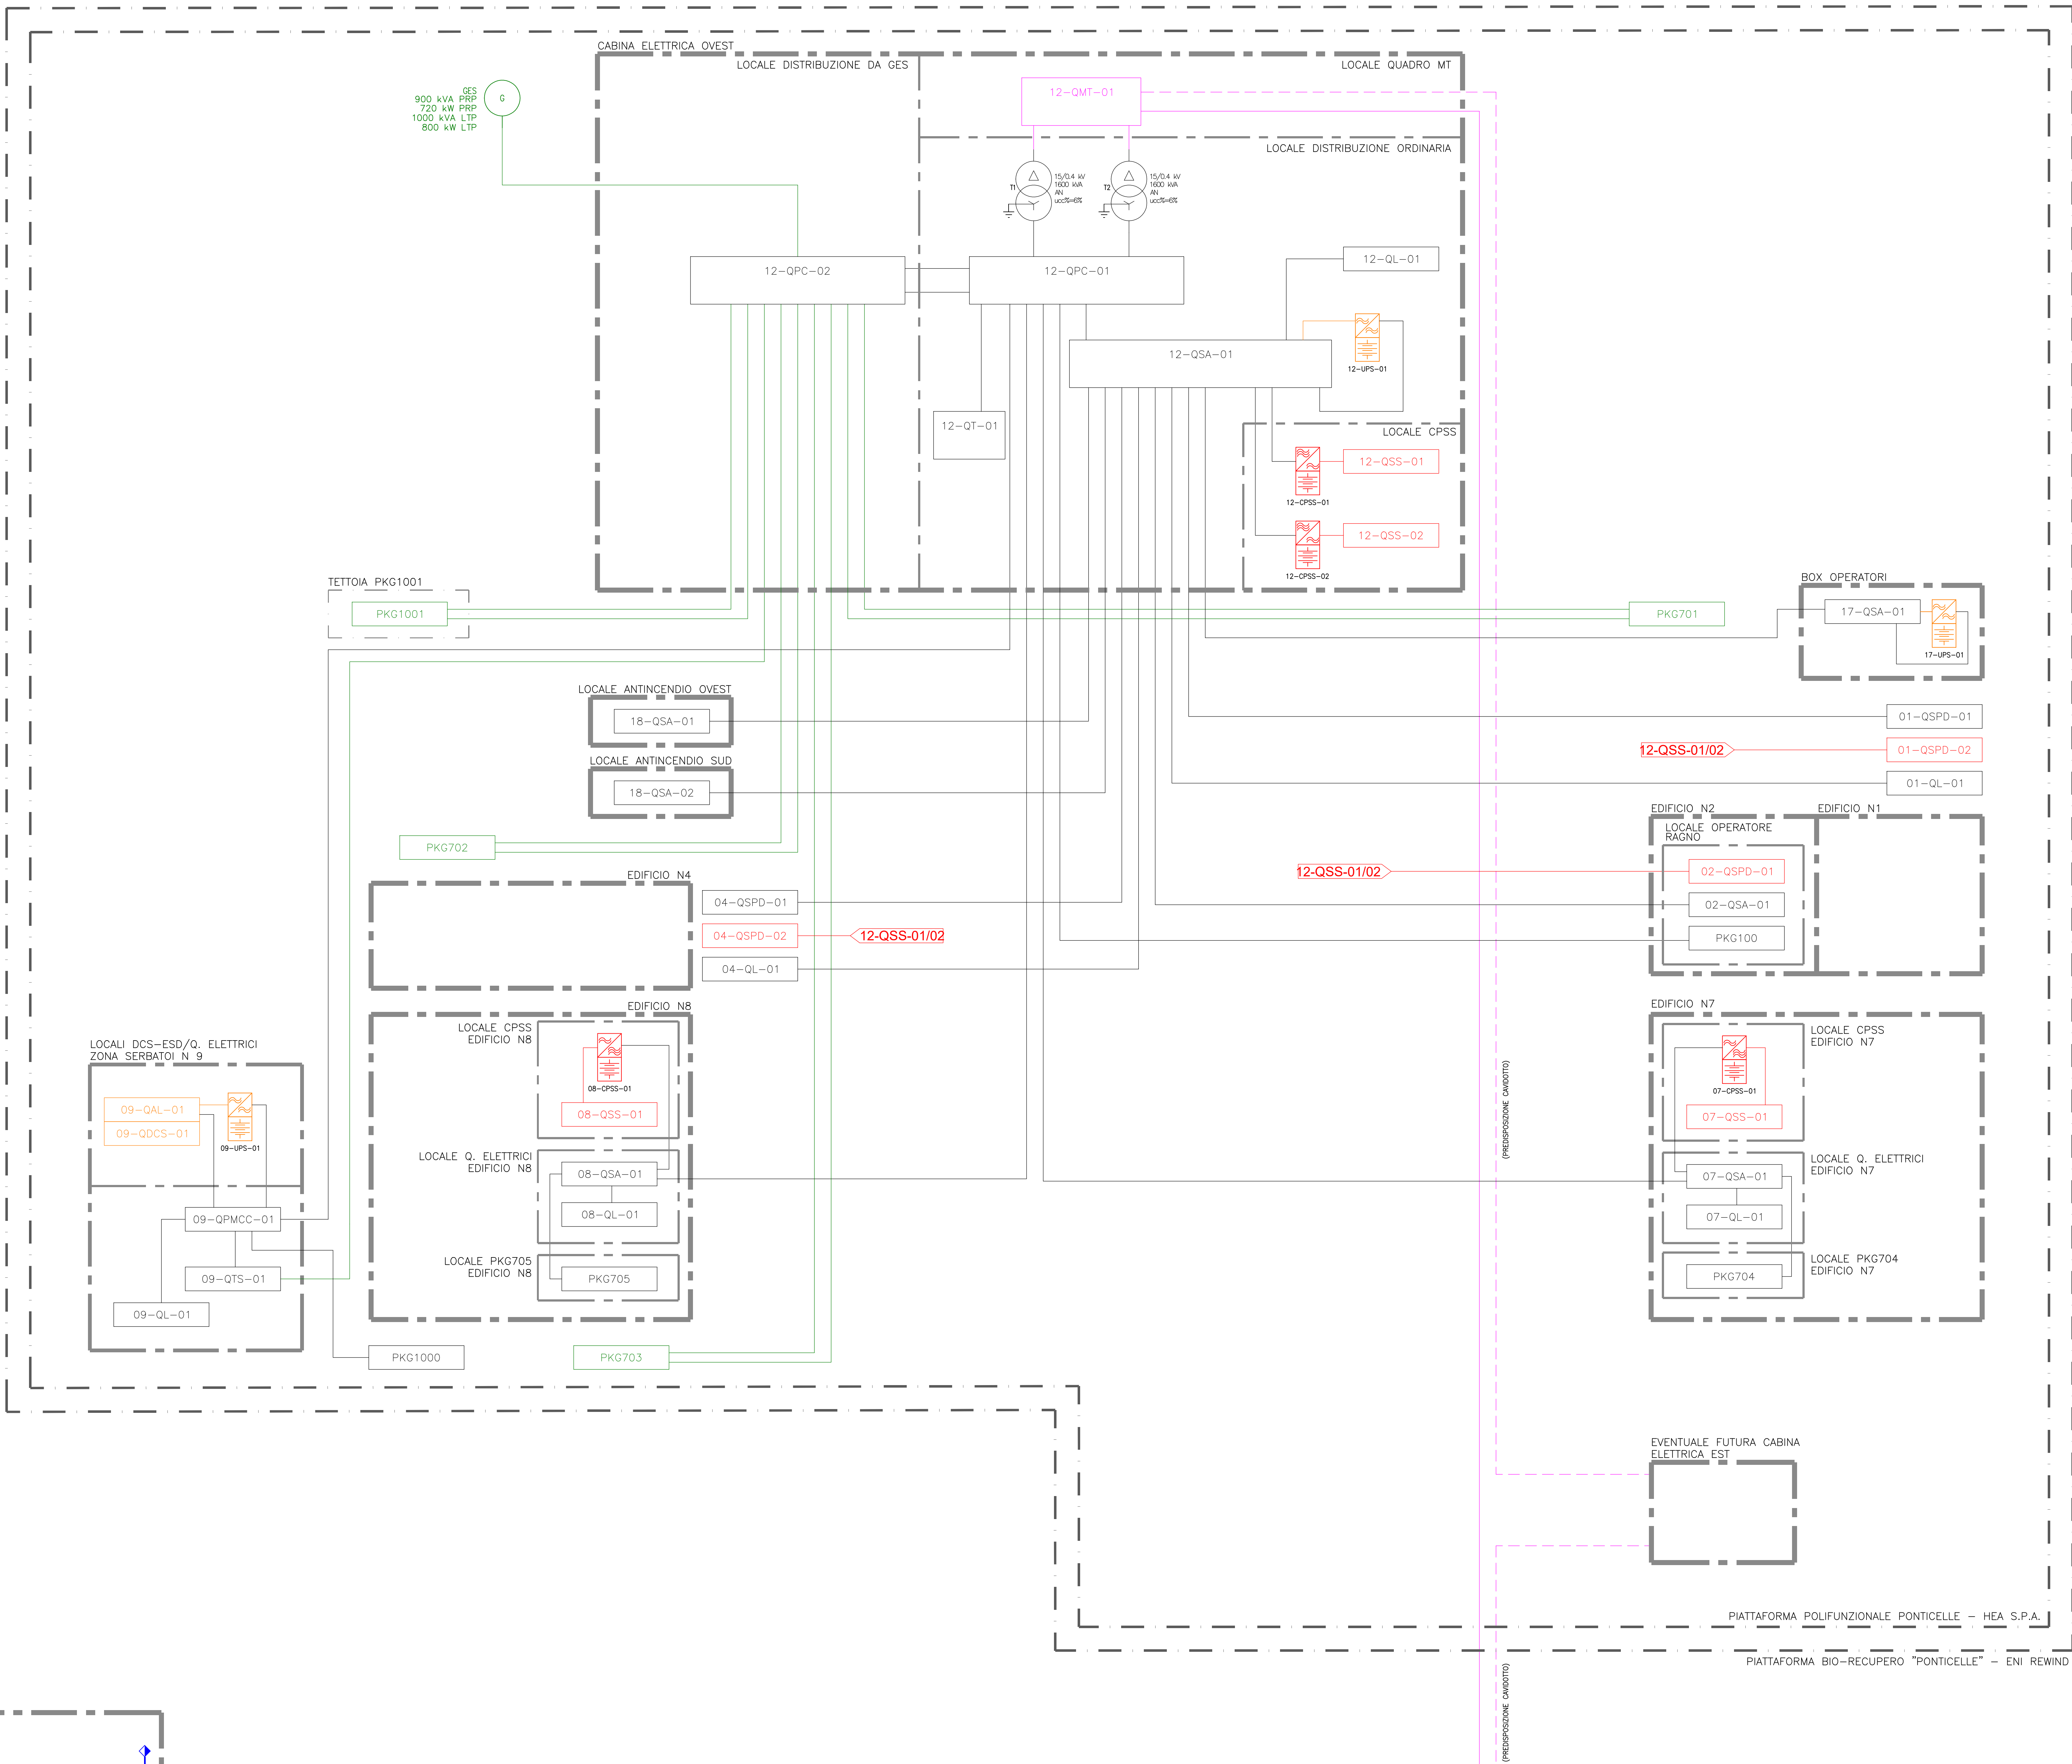 CABINA ELETTRICA OVEST
LOCALE DISTRIBUZIONE DA GES
LOCALE QUADRO MT
GES
900 kVA PRP
720 kW PRP
1000 kVA LTP
800 kW LTP
G
12-QMT-01
LOCALE DISTRIBUZIONE ORDINARIA
T1
15/0.4 kV
1600 kVA
AN
ucc%=6%
T2
15/0.4 kV
1600 kVA
AN
ucc%=6%
12-QPC-02
12-QPC-01
12-QL-01
12-QSA-01
12-UPS-01
12-QT-01
LOCALE CPSS
12-QSS-01
12-CPSS-01
12-QSS-02
12-CPSS-02
TETTOIA PKG1001
PKG1001
PKG701
BOX OPERATORI
17-QSA-01
17-UPS-01
LOCALE ANTINCENDIO OVEST
18-QSA-01
01-QSPD-01
12-QSS-01/02
01-QSPD-02
LOCALE ANTINCENDIO SUD
18-QSA-02
01-QL-01
EDIFICIO N2
EDIFICIO N1
LOCALE OPERATORE
RAGNO
PKG702
12-QSS-01/02
02-QSPD-01
02-QSA-01
PKG100
EDIFICIO N4
04-QSPD-01
04-QSPD-02
12-QSS-01/02
04-QL-01
EDIFICIO N8
LOCALE CPSS
EDIFICIO N8
08-CPSS-01
08-QSS-01
LOCALE Q. ELETTRICI
EDIFICIO N8
08-QSA-01
08-QL-01
LOCALE PKG705
EDIFICIO N8
PKG705
EDIFICIO N7
LOCALE CPSS
EDIFICIO N7
07-CPSS-01
07-QSS-01
LOCALE Q. ELETTRICI
EDIFICIO N7
07-QSA-01
07-QL-01
LOCALE PKG704
EDIFICIO N7
PKG704
LOCALI DCS-ESD/Q. ELETTRICI
ZONA SERBATOI N 9
09-QAL-01
09-QDCS-01
09-UPS-01
09-QPMCC-01
09-QTS-01
09-QL-01
PKG1000
PKG703
(PREDISPOSIZIONE CAVIDOTTO)
EVENTUALE FUTURA CABINA
ELETTRICA EST
PIATTAFORMA POLIFUNZIONALE PONTICELLE - HEA S.P.A.
PIATTAFORMA BIO-RECUPERO "PONTICELLE" - ENI REWIND
(PREDISPOSIZIONE CAVIDOTTO)